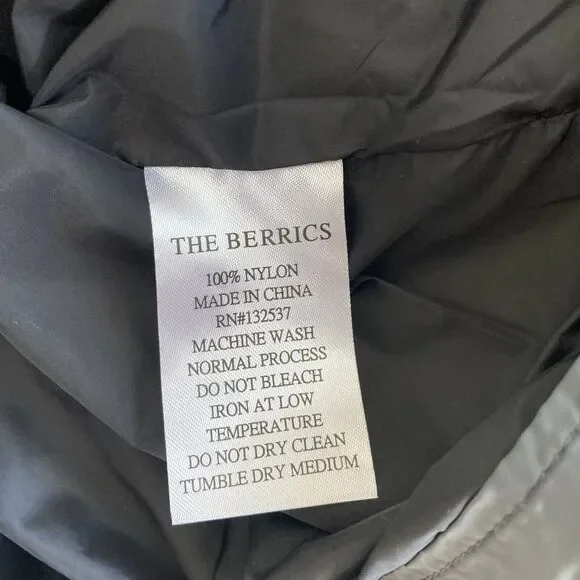 THE BERRICS
100% NYLON
MADE IN CHINA
RN#132537
MACHINE WASH
NORMAL PROCESS
DO NOT BLEACH
IRON AT LOW
TEMPERATURE
DO NOT DRY CLEAN
TUMBLE DRY MEDIUM